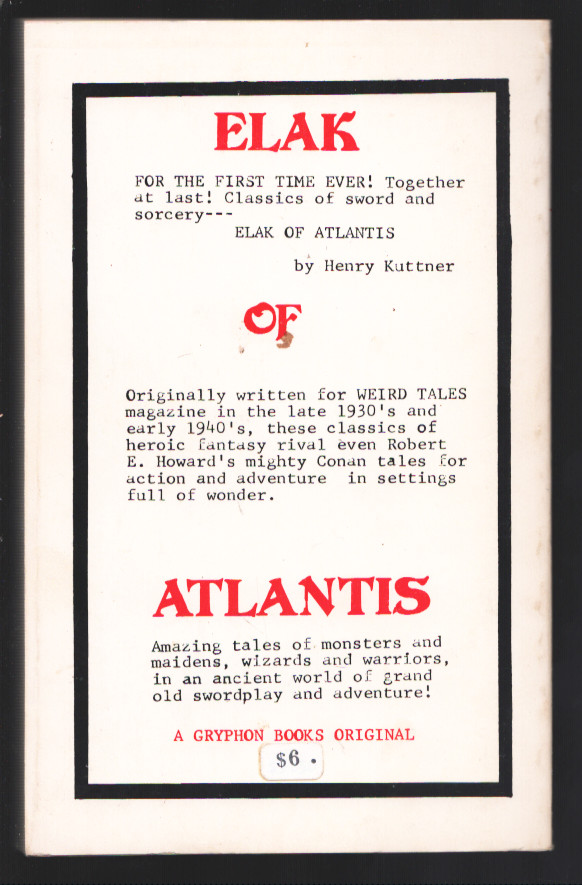 ELAK
FOR THE FIRST TIME EVER! Together
at last! Classics of sword and
sorcery---
ELAK OF ATLANTIS
by Henry Kuttner
OF
Originally written for WEIRD TALES
magazine in the late 1930's and
early 1940's, these classics of
heroic fantasy rival even Robert
E. Howard's mighty Conan tales for
action and adventure in settings
full of wonder.
ATLANTIS
Amazing tales of monsters and
maidens, wizards and warriors,
in an ancient world of grand
old swordplay and adventure!
A GRYPHON BOOKS ORIGINAL
$6.